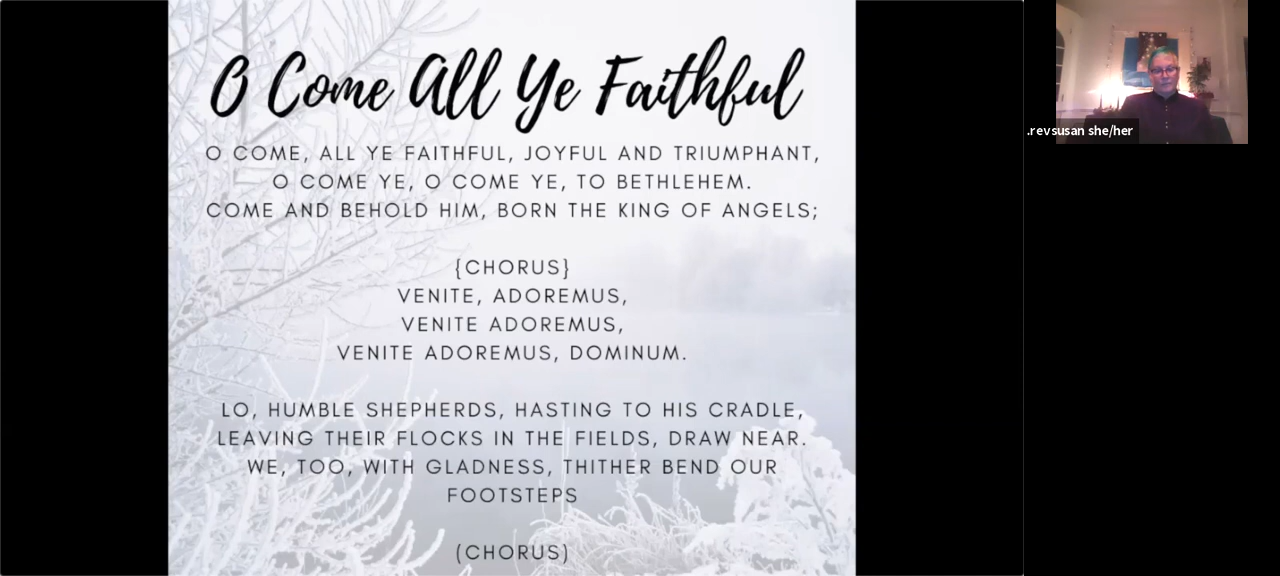 O Come All Ye Faithful
O COME, ALL YE FAITHFUL, JOYFUL AND TRIUMPHANT,
O COME YE, O COME YE, TO BETHLEHEM.
COME AND BEHOLD HIM, BORN THE KING OF ANGELS;
{CHORUS}
VENITE, ADOREMUS,
VENITE ADOREMUS,
VENITE ADOREMUS, DOMINUM.
LO, HUMBLE SHEPHERDS, HASTING TO HIS CRADLE,
LEAVING THEIR FLOCKS IN THE FIELDS, DRAW NEAR.
WE, TOO, WITH GLADNESS, THITHER BEND OUR
FOOTSTEPS
(CHORUS)
.revsusan she/her